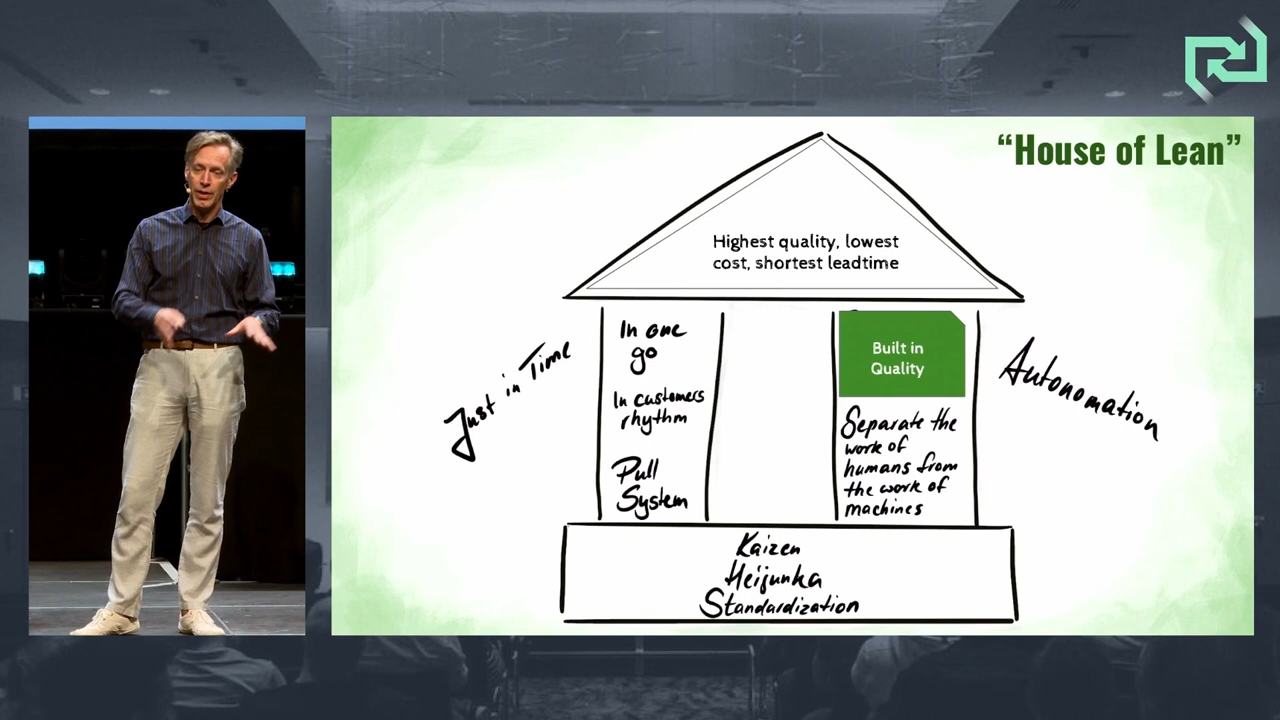 “House of Lean”
Highest quality, lowest
cost, shortest leadtime
Just in Time
In one
go
In customers
rhythm
Pull
System
Built in
Quality
Separate the
work of
humans from
the work of
machines
Autonomation
Kaizen
Heijunka
Standardization